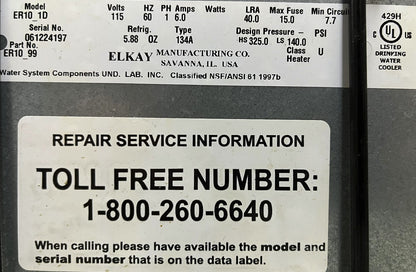 Model Volts HZ PH Amps Watts LRA Max Fuse Min Circuit
ER10_1D 115 60 1 6.0 40.0 15.0 7.7
Serial No. Refrig. Type Design Pressure - PSI
061224197 5.88 OZ 134A HS 325.0 LS 140.0
Part No. ELKAY MANUFACTURING CO. Class U
ER10_99 SAVANNA, IL. USA Heater
Water System Components UND. LAB. INC. Classified NSF/ANSI 61 1997b
429H
C UL US
LISTED
DRINKING
WATER
COOLER
REPAIR SERVICE INFORMATION
TOLL FREE NUMBER:
1-800-260-6640
When calling please have available the model and
serial number that is on the data label.